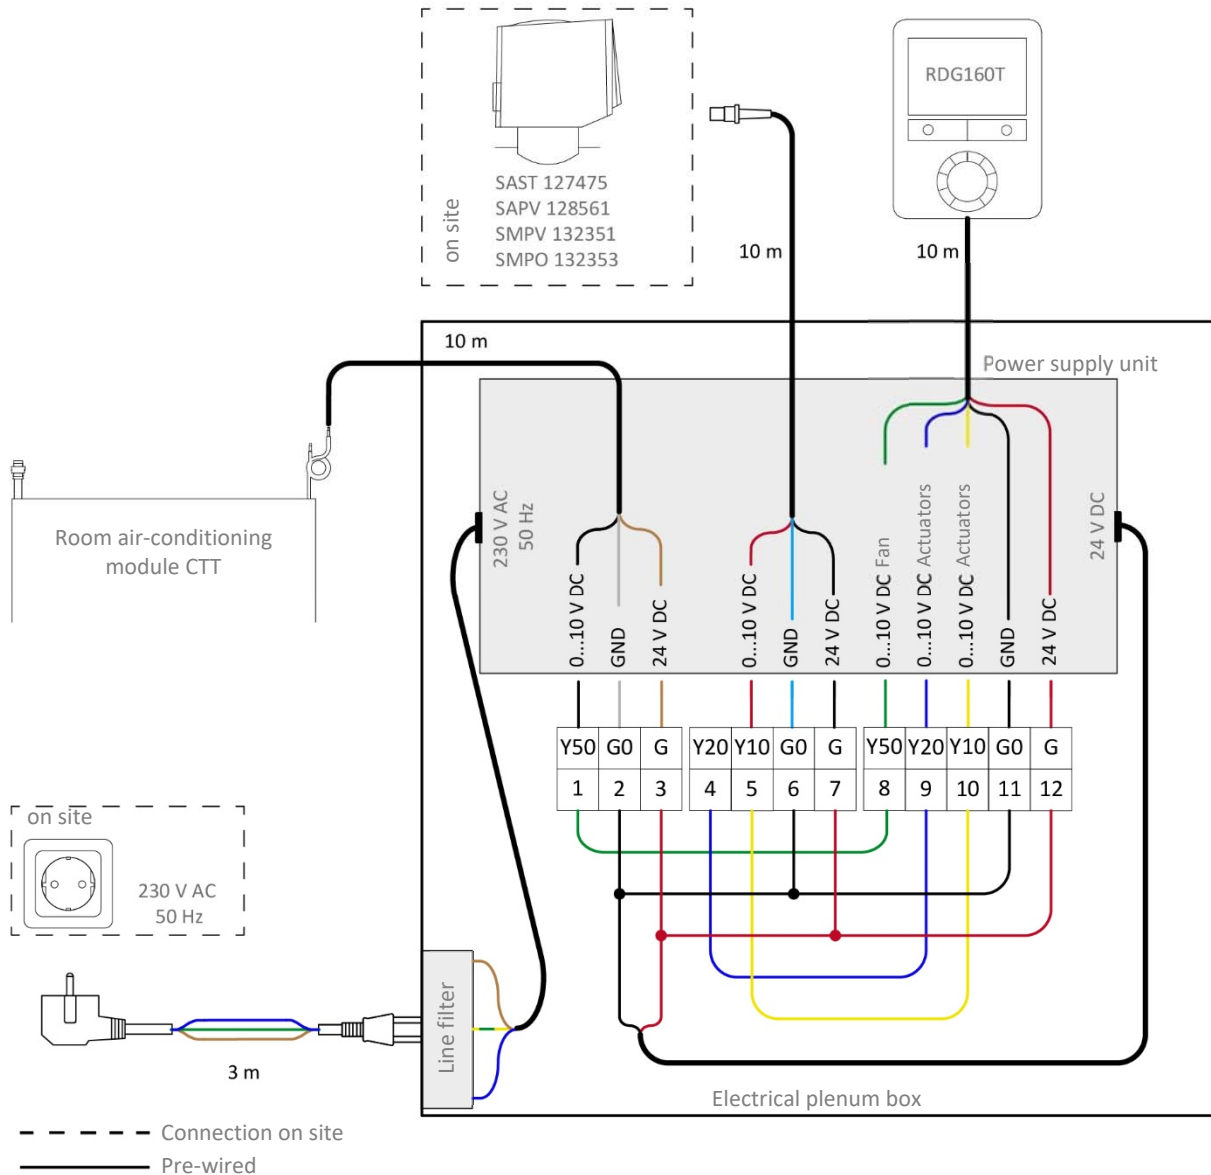 RDG160T
on site
SAST 127475
SAPV 128561
SMPV 132351
SMPO 132353
10 m
10 m
10 m
Power supply unit
Room air-conditioning
module CTT
230 V AC
50 Hz
0...10 V DC
GND
24 V DC
0...10 V DC
GND
24 V DC
0...10 V DC Fan
0...10 V DC Actuators
0...10 V DC Actuators
GND
24 V DC
24 V DC
Y50 G0 G Y20 Y10 G0 G Y50 Y20 Y10 G0 G
1 2 3 4 5 6 7 8 9 10 11 12
on site
230 V AC
50 Hz
Line filter
3 m
Electrical plenum box
Connection on site
Pre-wired